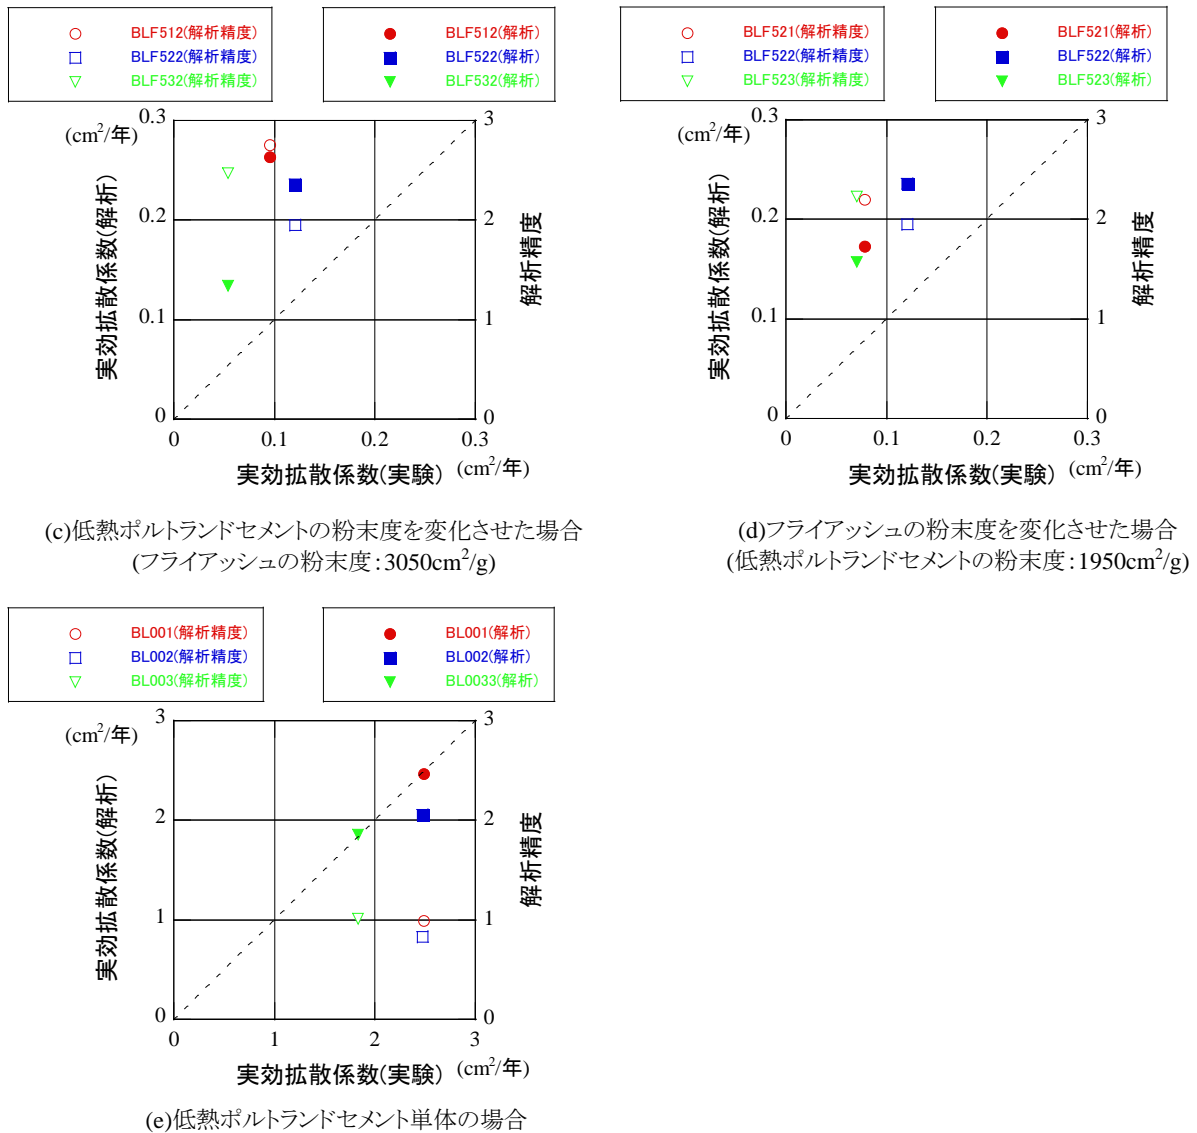 BLF512(解析精度)
BLF522(解析精度)
BLF532(解析精度)
BLF512(解析)
BLF522(解析)
BLF532(解析)
(cm²/年)
0.3
0.2
0.1
0
3
2
1
0
0
0.1
0.2
0.3
実効拡散係数(解析)
解析精度
実効拡散係数(実験) (cm²/年)
(c)低熱ポルトランドセメントの粉末度を変化させた場合
(フライアッシュの粉末度:3050cm²/g)
BLF521(解析精度)
BLF522(解析精度)
BLF523(解析精度)
BLF521(解析)
BLF522(解析)
BLF523(解析)
(cm²/年)
0.3
0.2
0.1
0
3
2
1
0
0
0.1
0.2
0.3
実効拡散係数(解析)
解析精度
実効拡散係数(実験) (cm²/年)
(d)フライアッシュの粉末度を変化させた場合
(低熱ポルトランドセメントの粉末度:1950cm²/g)
BL001(解析精度)
BL002(解析精度)
BL003(解析精度)
BL001(解析)
BL002(解析)
BL0033(解析)
(cm²/年)
3
2
1
0
3
2
1
0
0
1
2
3
実効拡散係数(解析)
解析精度
実効拡散係数(実験) (cm²/年)
(e)低熱ポルトランドセメント単体の場合